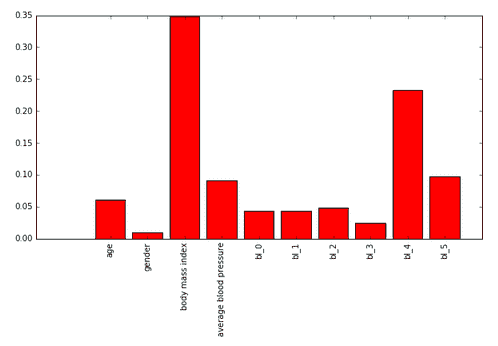 0.35
0.30
0.25
0.20
0.15
0.10
0.05
0.00
age
gender
body mass index
average blood pressure
bl_0
bl_1
bl_2
bl_3
bl_4
bl_5